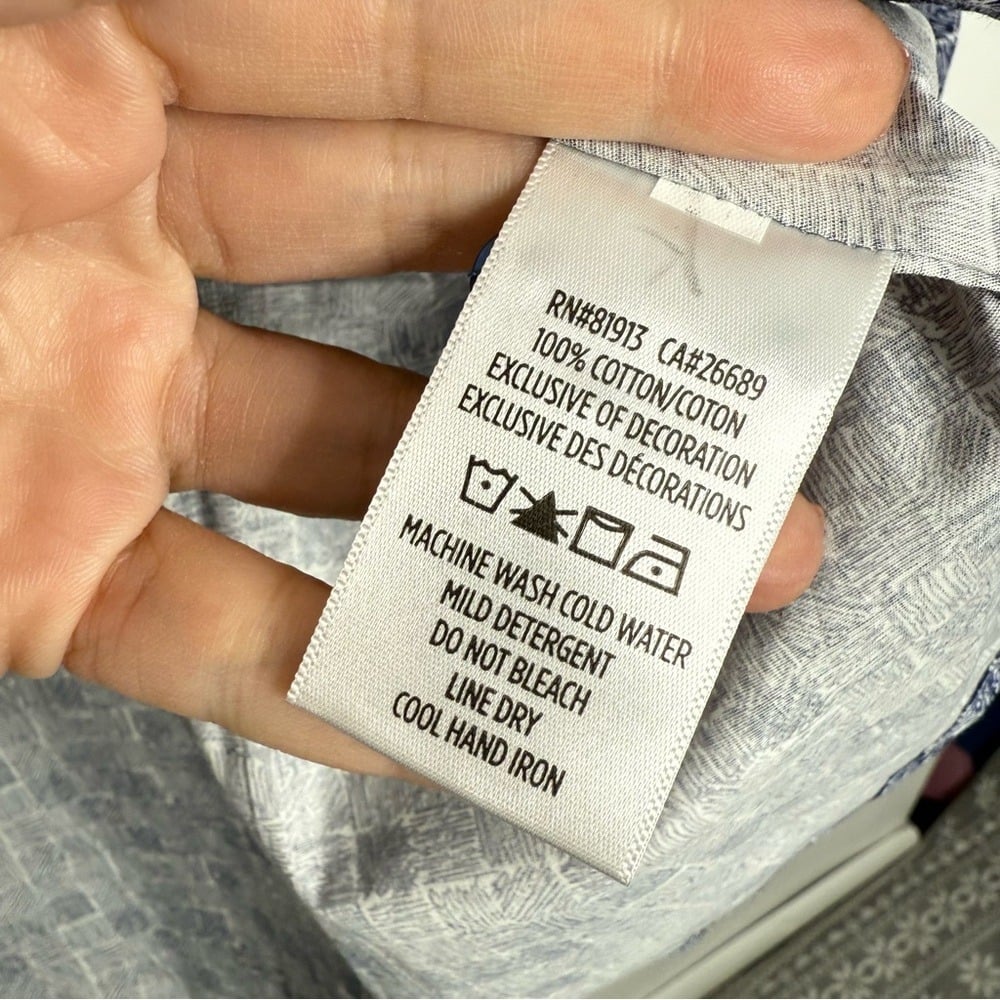 RN#81913 CA#26689
100% COTTON/COTON
EXCLUSIVE OF DECORATION
EXCLUSIVE DES DÉCORATIONS
MACHINE WASH COLD WATER
MILD DETERGENT
DO NOT BLEACH
LINE DRY
COOL HAND IRON